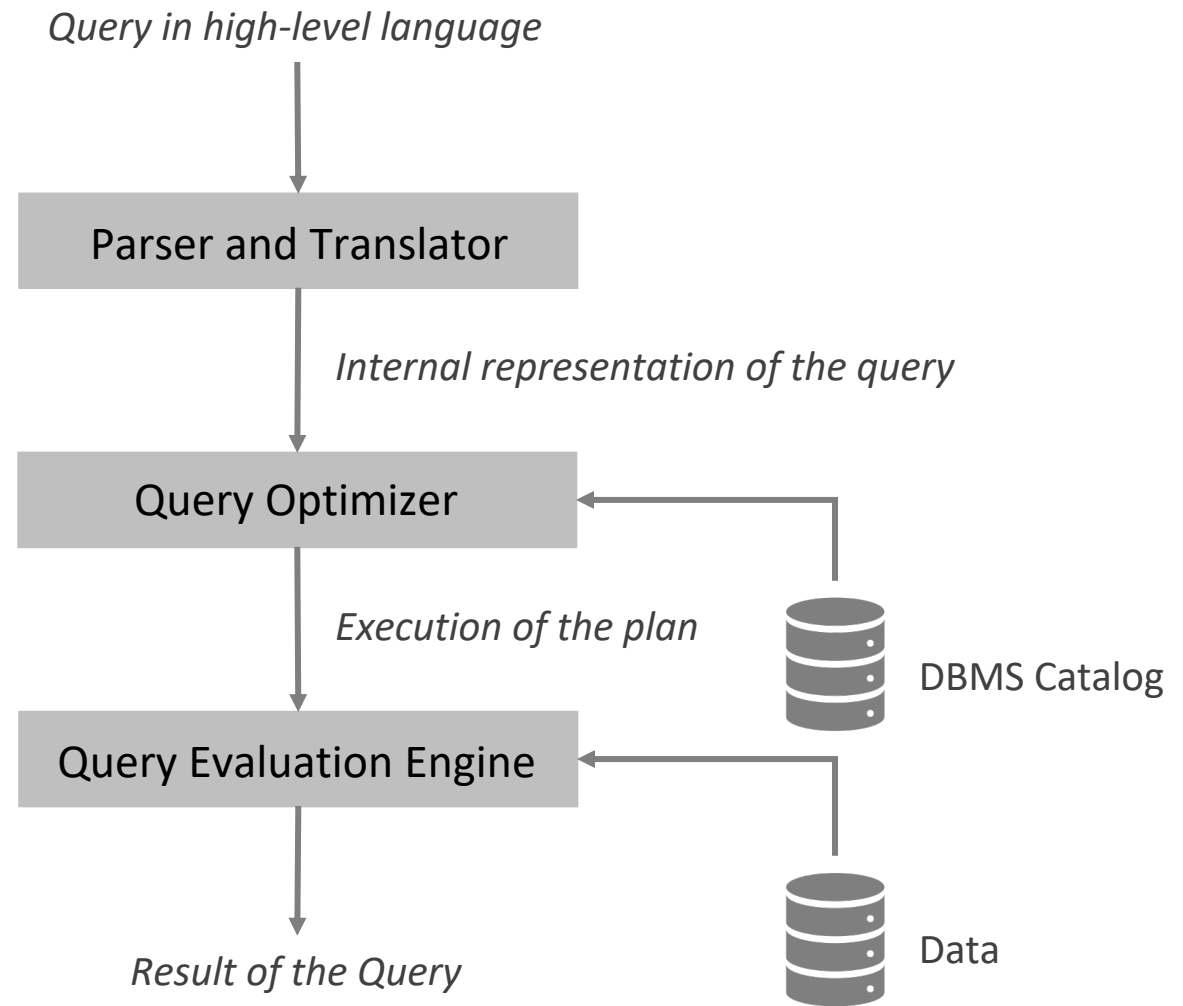 Query in high-level language
Parser and Translator
Internal representation of the query
Query Optimizer
Execution of the plan
DBMS Catalog
Query Evaluation Engine
Data
Result of the Query